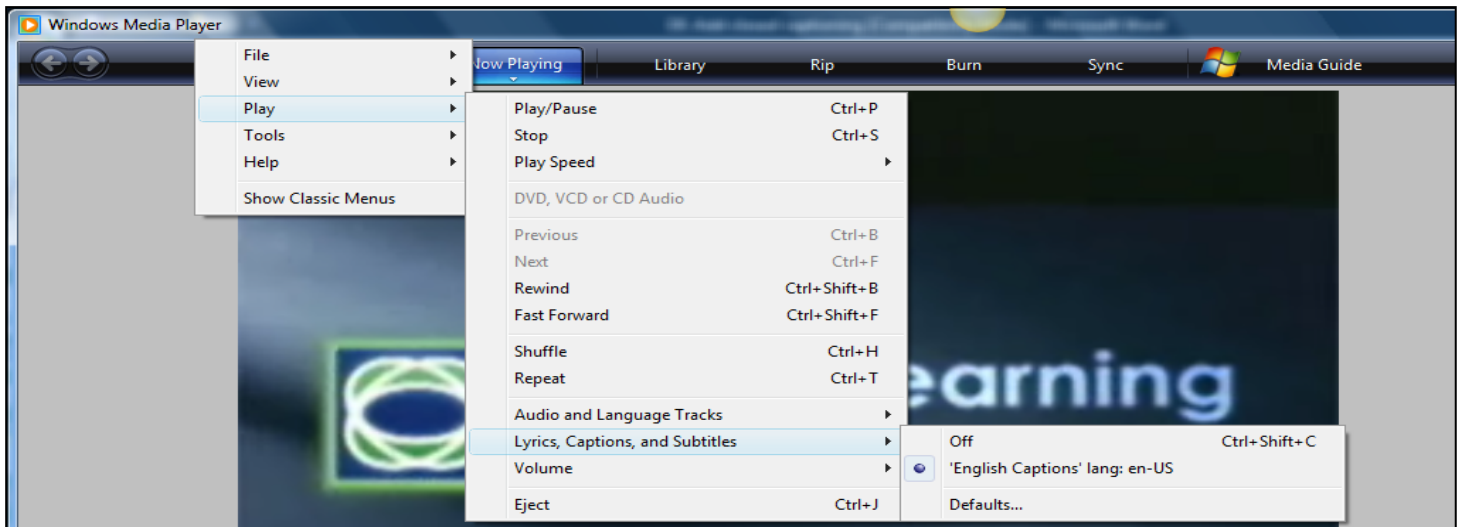 Windows Media Player
Now Playing Library Rip Burn Sync Media Guide
File
View
Play
Tools
Help
Show Classic Menus
Play/Pause Ctrl+P
Stop Ctrl+S
Play Speed
DVD, VCD or CD Audio
Previous Ctrl+B
Next Ctrl+F
Rewind Ctrl+Shift+B
Fast Forward Ctrl+Shift+F
Shuffle Ctrl+H
Repeat Ctrl+T
Audio and Language Tracks
Lyrics, Captions, and Subtitles
Volume
Eject Ctrl+J
earning
Off Ctrl+Shift+C
'English Captions' lang: en-US
Defaults...